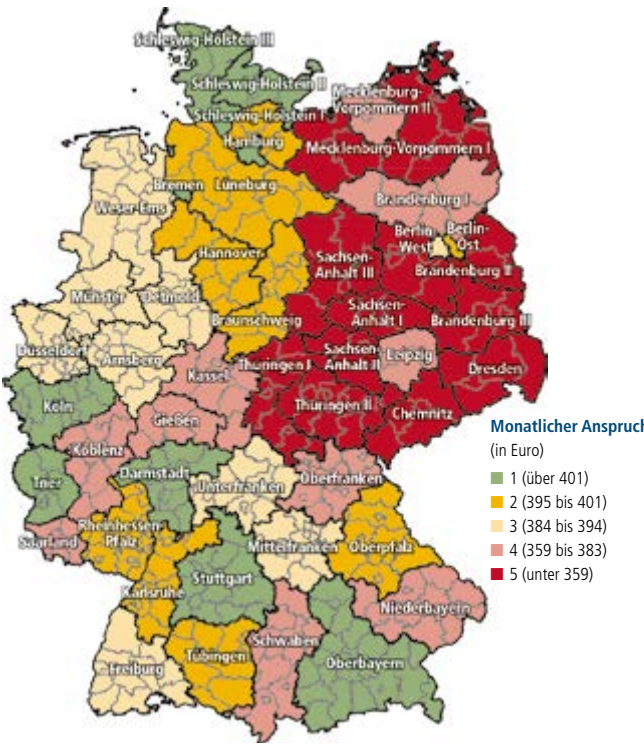 Schleswig-Holstein III
Schleswig-Holstein II
Mecklenburg-
Vorpommern II
Schleswig-Holstein I
Hamburg
Mecklenburg-Vorpommern I
Bremen
Lüneburg
Brandenburg I
Weser-Ems
Berlin-
West
Berlin-
Ost
Hannover
Sachsen-
Anhalt III
Brandenburg II
Münster
Detmold
Sachsen-
Anhalt I
Braunschweig
Brandenburg III
Düsseldorf
Arnsberg
Kassel
Thüringen I
Sachsen-
Anhalt II
Leipzig
Dresden
Köln
Gießen
Thüringen II
Chemnitz
Koblenz
Darmstadt
Trier
Unterfranken
Oberfranken
Rheinhessen-
Pfalz
Saarland
Mittelfranken
Oberpfalz
Karlsruhe
Stuttgart
Niederbayern
Schwaben
Freiburg
Tübingen
Oberbayern
Monatlicher Anspruch
(in Euro)
1 (über 401)
2 (395 bis 401)
3 (384 bis 394)
4 (359 bis 383)
5 (unter 359)